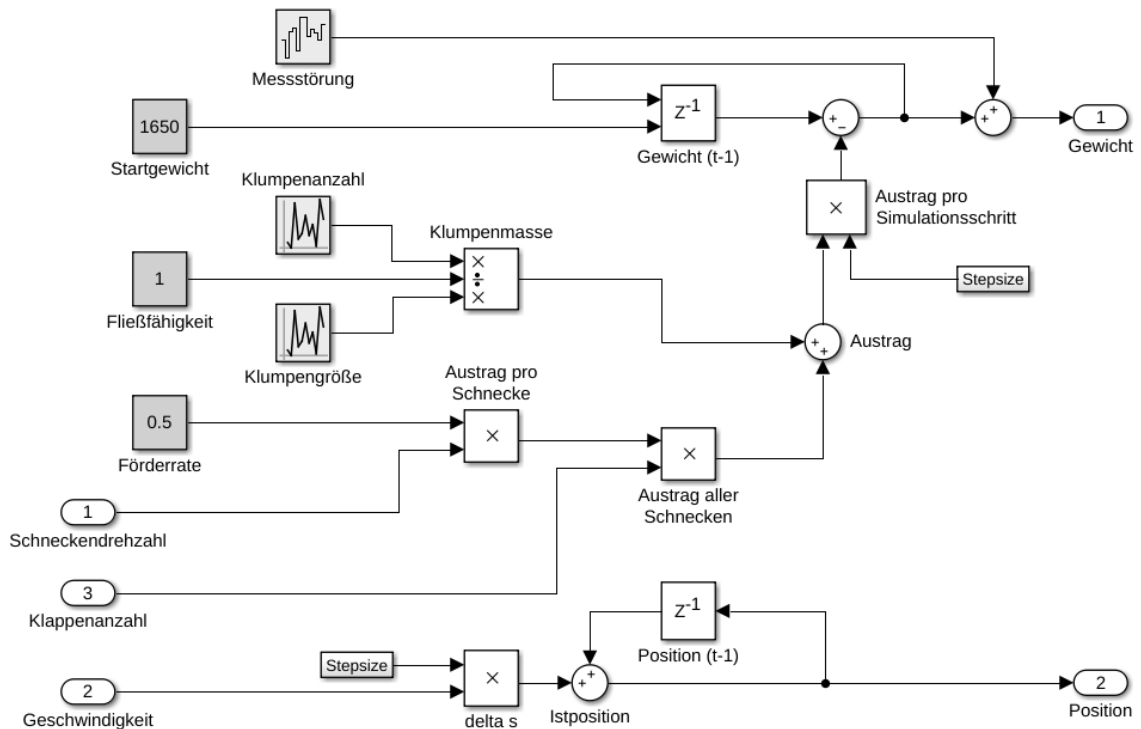 Messstörung
1650
Startgewicht
Z-1
Gewicht (t-1)
+
−
+
+
1
Gewicht
Klumpenanzahl
×
Austrag pro
Simulationsschritt
Klumpenmasse
×
÷
×
1
Fließfähigkeit
Stepsize
Klumpengröße
+
+
Austrag
Austrag pro
Schnecke
0.5
Förderrate
×
×
Austrag aller
Schnecken
1
Schneckendrehzahl
3
Klappenanzahl
Z-1
Position (t-1)
Stepsize
×
delta s
+
+
Istposition
2
Geschwindigkeit
2
Position